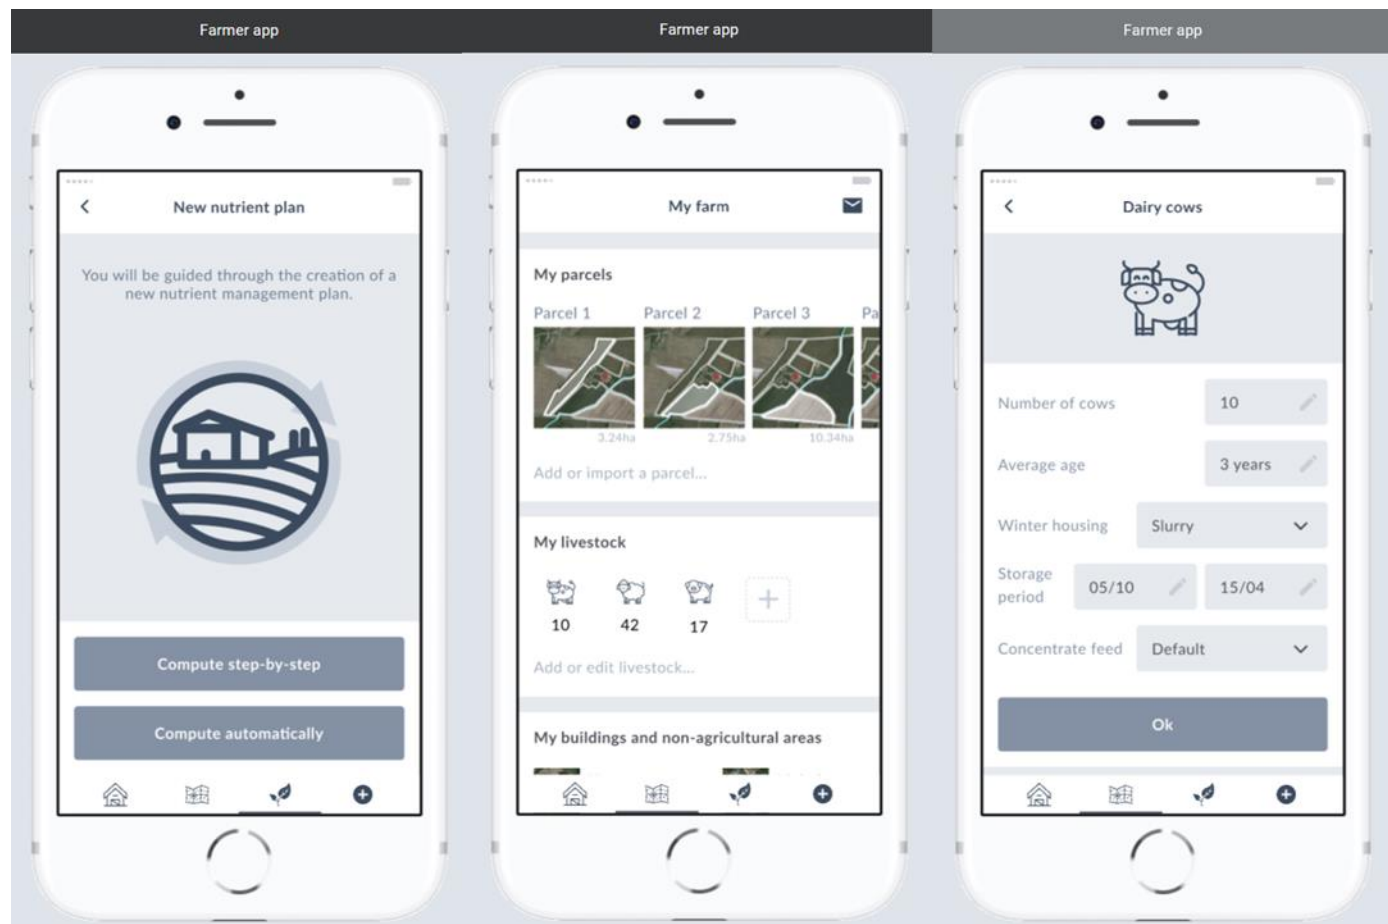 Farmer app
New nutrient plan
You will be guided through the creation of a
new nutrient management plan.
Compute step-by-step
Compute automatically
Farmer app
My farm
My parcels
Parcel 1
Parcel 2
Parcel 3
Pa
3.24ha
2.75ha
10.34ha
Add or import a parcel...
My livestock
10
42
17
Add or edit livestock...
My buildings and non-agricultural areas
Farmer app
Dairy cows
Number of cows
10
Average age
3 years
Winter housing
Slurry
Storage
period
05/10
15/04
Concentrate feed
Default
Ok